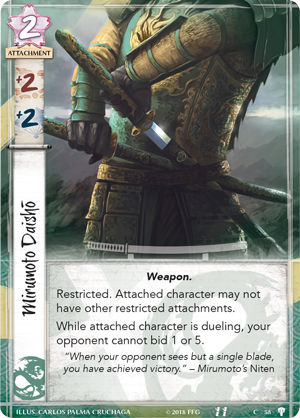 2
ATTACHMENT
+2
+2
Mirumoto Daishō
Weapon.
Restricted. Attached character may not
have other restricted attachments.
While attached character is dueling, your
opponent cannot bid 1 or 5.
"When your opponent sees but a single blade,
you have achieved victory." – Mirumoto's Niten
ILLUS. CARLOS PALMA CRUCHAGA © 2018 FFG 11 C 58